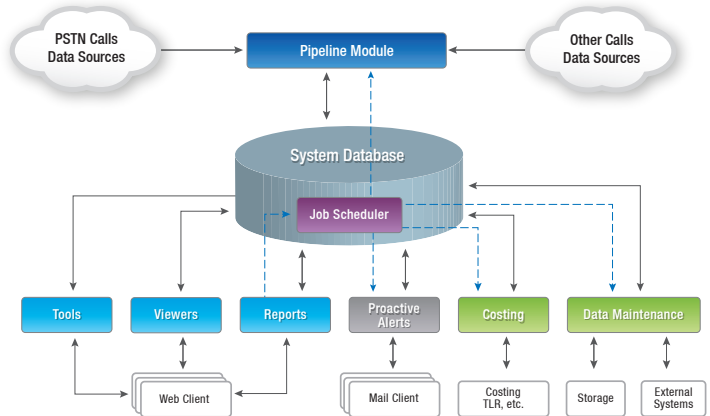 PSTN Calls
Data Sources
Pipeline Module
Other Calls
Data Sources
System Database
Job Scheduler
Tools
Viewers
Reports
Proactive
Alerts
Costing
Data Maintenance
Web Client
Mail Client
Costing
TLR, etc.
Storage
External
Systems